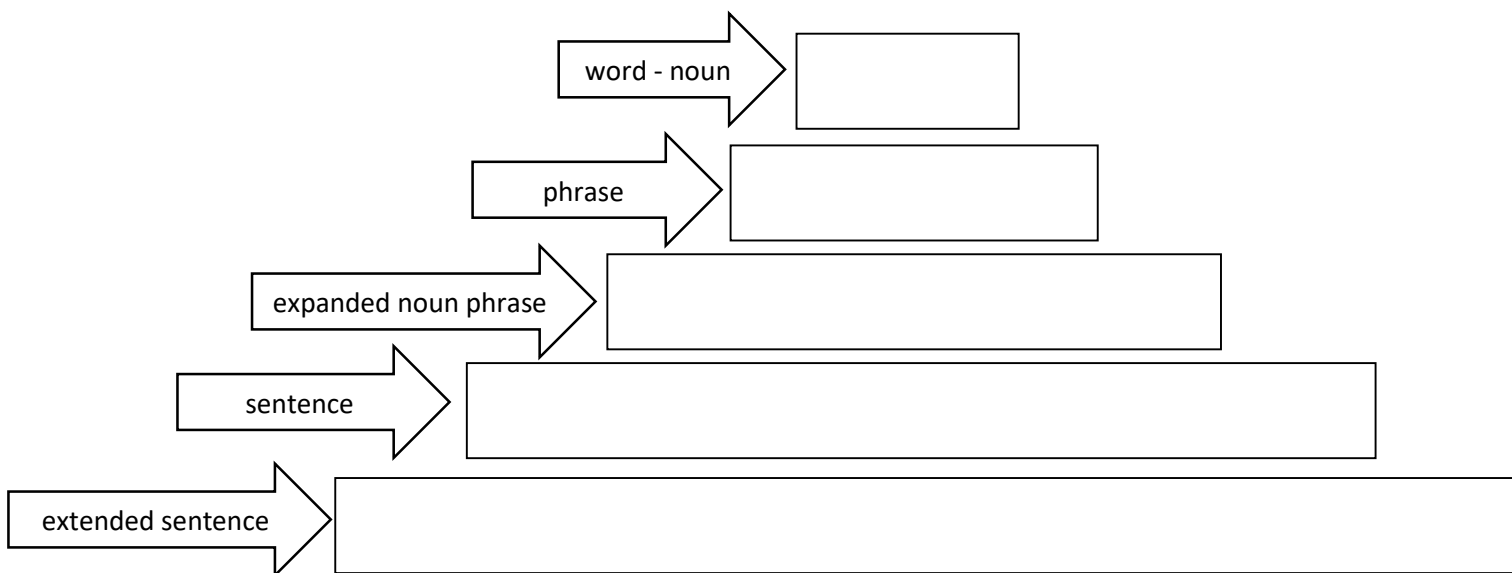 word - noun
phrase
expanded noun phrase
sentence
extended sentence